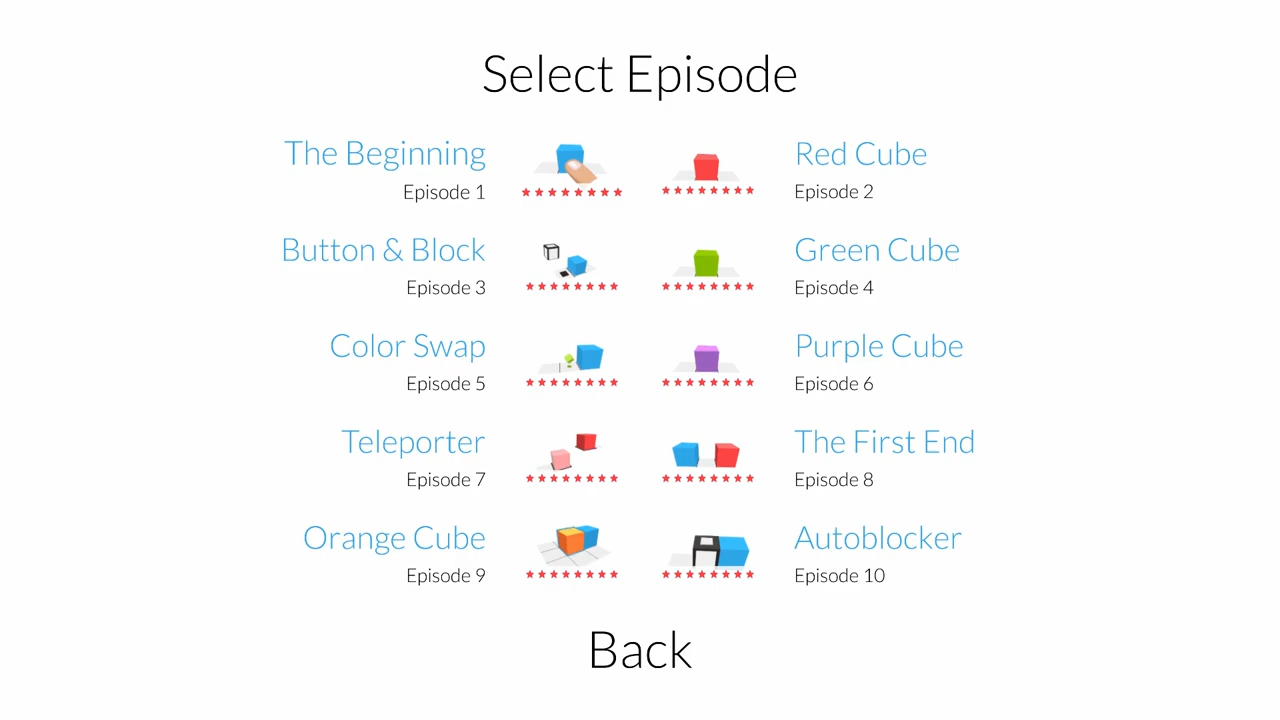 Select Episode
The Beginning
Episode 1
Red Cube
Episode 2
Button & Block
Episode 3
Green Cube
Episode 4
Color Swap
Episode 5
Purple Cube
Episode 6
Teleporter
Episode 7
The First End
Episode 8
Orange Cube
Episode 9
Autoblocker
Episode 10
Back